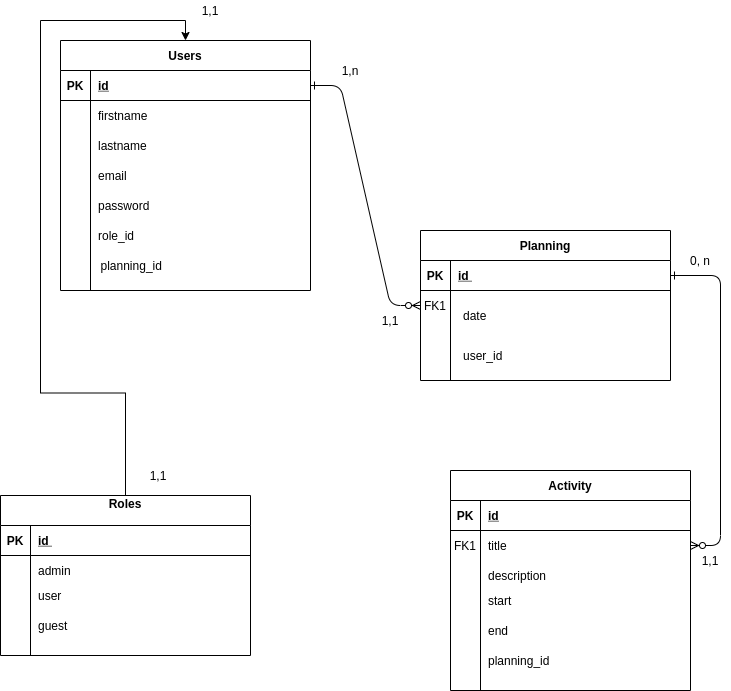 1,1
Users
PK id
firstname
lastname
email
password
role_id
planning_id
1,n
1,1
Planning
PK id
FK1
date
user_id
0, n
1,1
Roles
PK id
admin
user
guest
Activity
PK id
FK1 title
description
start
end
planning_id
1,1